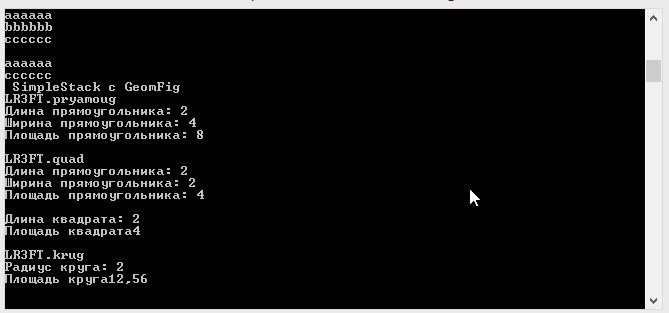 aaaaaa
bbbbbb
cccccc
aaaaaa
cccccc
SimpleStack с GeomFig
LR3FT.pryamoug
Длина прямоугольника: 2
Ширина прямоугольника: 4
Площадь прямоугольника: 8
LR3FT.quad
Длина прямоугольника: 2
Ширина прямоугольника: 2
Площадь прямоугольника: 4
Длина квадрата: 2
Площадь квадрата4
LR3FT.krug
Радиус круга: 2
Площадь круга12,56